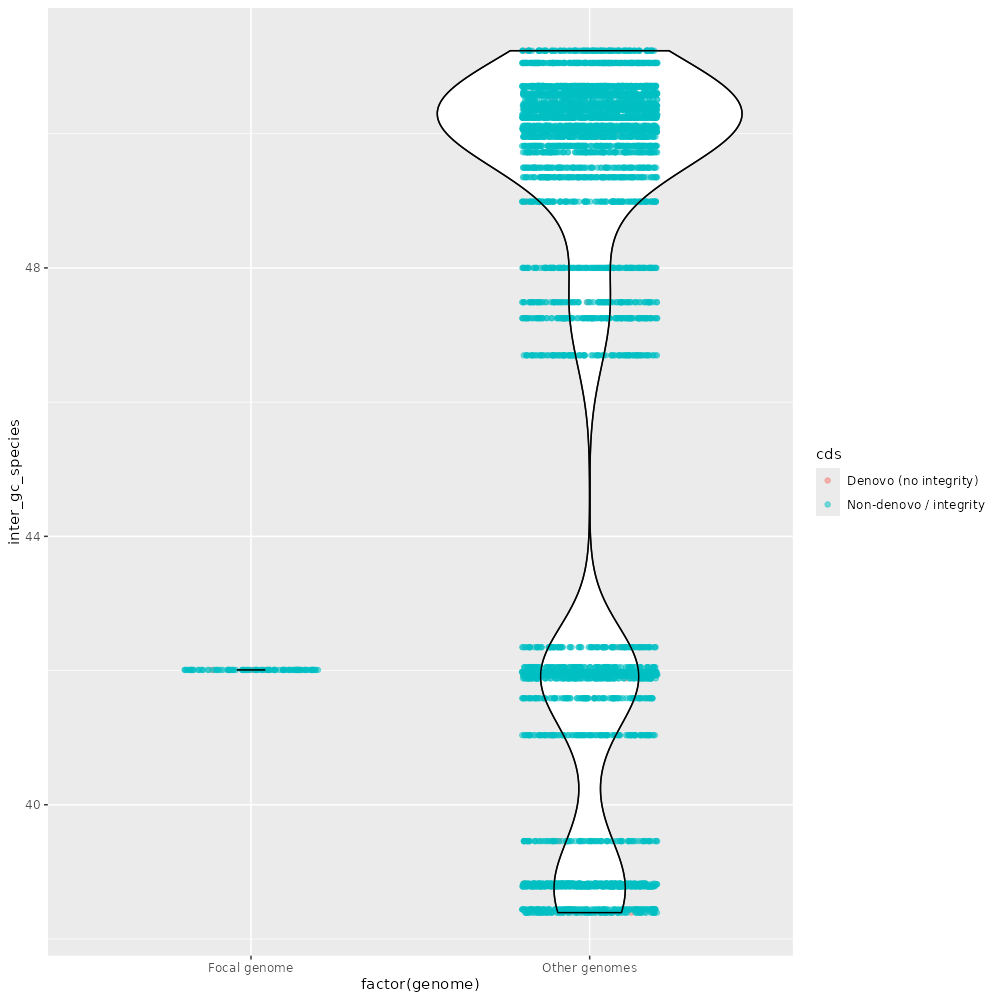 inter_gc_species
48
44
40
Focal genome
Other genomes
factor(genome)
cds
Denovo (no integrity)
Non-denovo / integrity